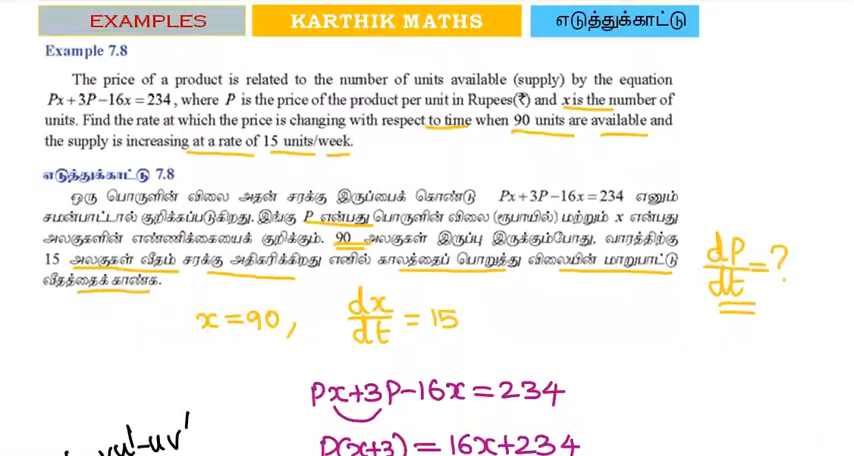 EXAMPLES KARTHIK MATHS எடுத்துக்காட்டு
Example 7.8
The price of a product is related to the number of units available (supply) by the equation
Px + 3P − 16x = 234, where P is the price of the product per unit in Rupees(₹) and x is the number of
units. Find the rate at which the price is changing with respect to time when 90 units are available and
the supply is increasing at a rate of 15 units/week.
எடுத்துக்காட்டு 7.8
ஒரு பொருளின் விலை அதன் சரக்கு இருப்பைக் கொண்டு Px + 3P − 16x = 234 எனும்
சமன்பாட்டால் குறிக்கப்படுகிறது. இங்கு P என்பது பொருளின் விலை (ரூபாயில்) மற்றும் x என்பது
அலகுகளின் எண்ணிக்கையைக் குறிக்கும். 90 அலகுகள் இருப்பு இருக்கும்போது, வாரத்திற்கு
15 அலகுகள் வீதம் சரக்கு அதிகரிக்கிறது எனில் காலத்தைப் பொறுத்து விலையின் மாறுபாட்டு
வீதத்தைக் காண்க.
dP/dt = ?
x = 90, dx/dt = 15
Px + 3P − 16x = 234
P(x+3) = 16x + 234
vu' − uv'